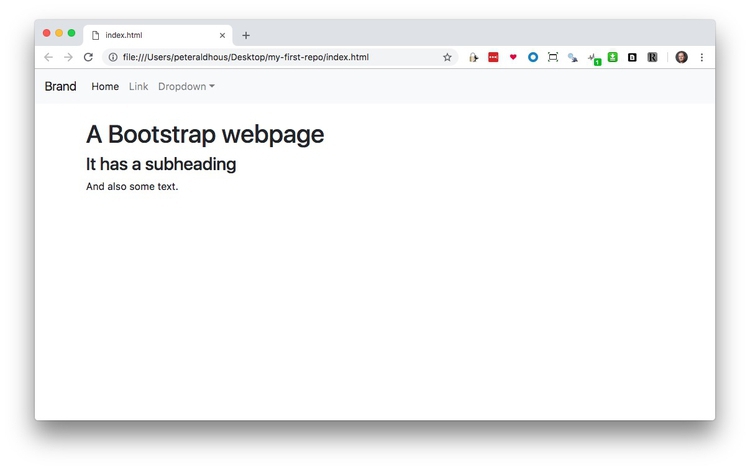 index.html
file:///Users/peteraldhous/Desktop/my-first-repo/index.html
1
Brand Home Link Dropdown
A Bootstrap webpage
It has a subheading
And also some text.